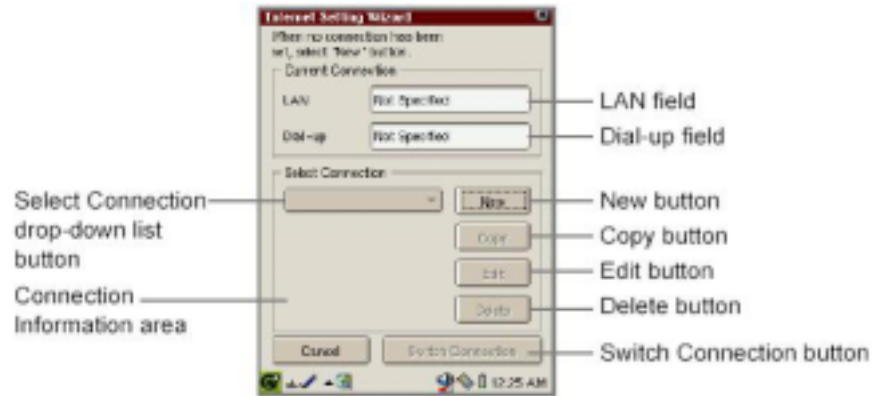 Internet Setting Wizard
When no connection has been
set, select "New" button.
Current Connection
LAN
Not Specified
LAN field
Dial-up
Not Specified
Dial-up field
Select Connection
Select Connection
drop-down list
button
New
New button
Copy
Copy button
Edit
Edit button
Connection
Information area
Delete
Delete button
Cancel
Switch Connection
Switch Connection button
12:25 AM